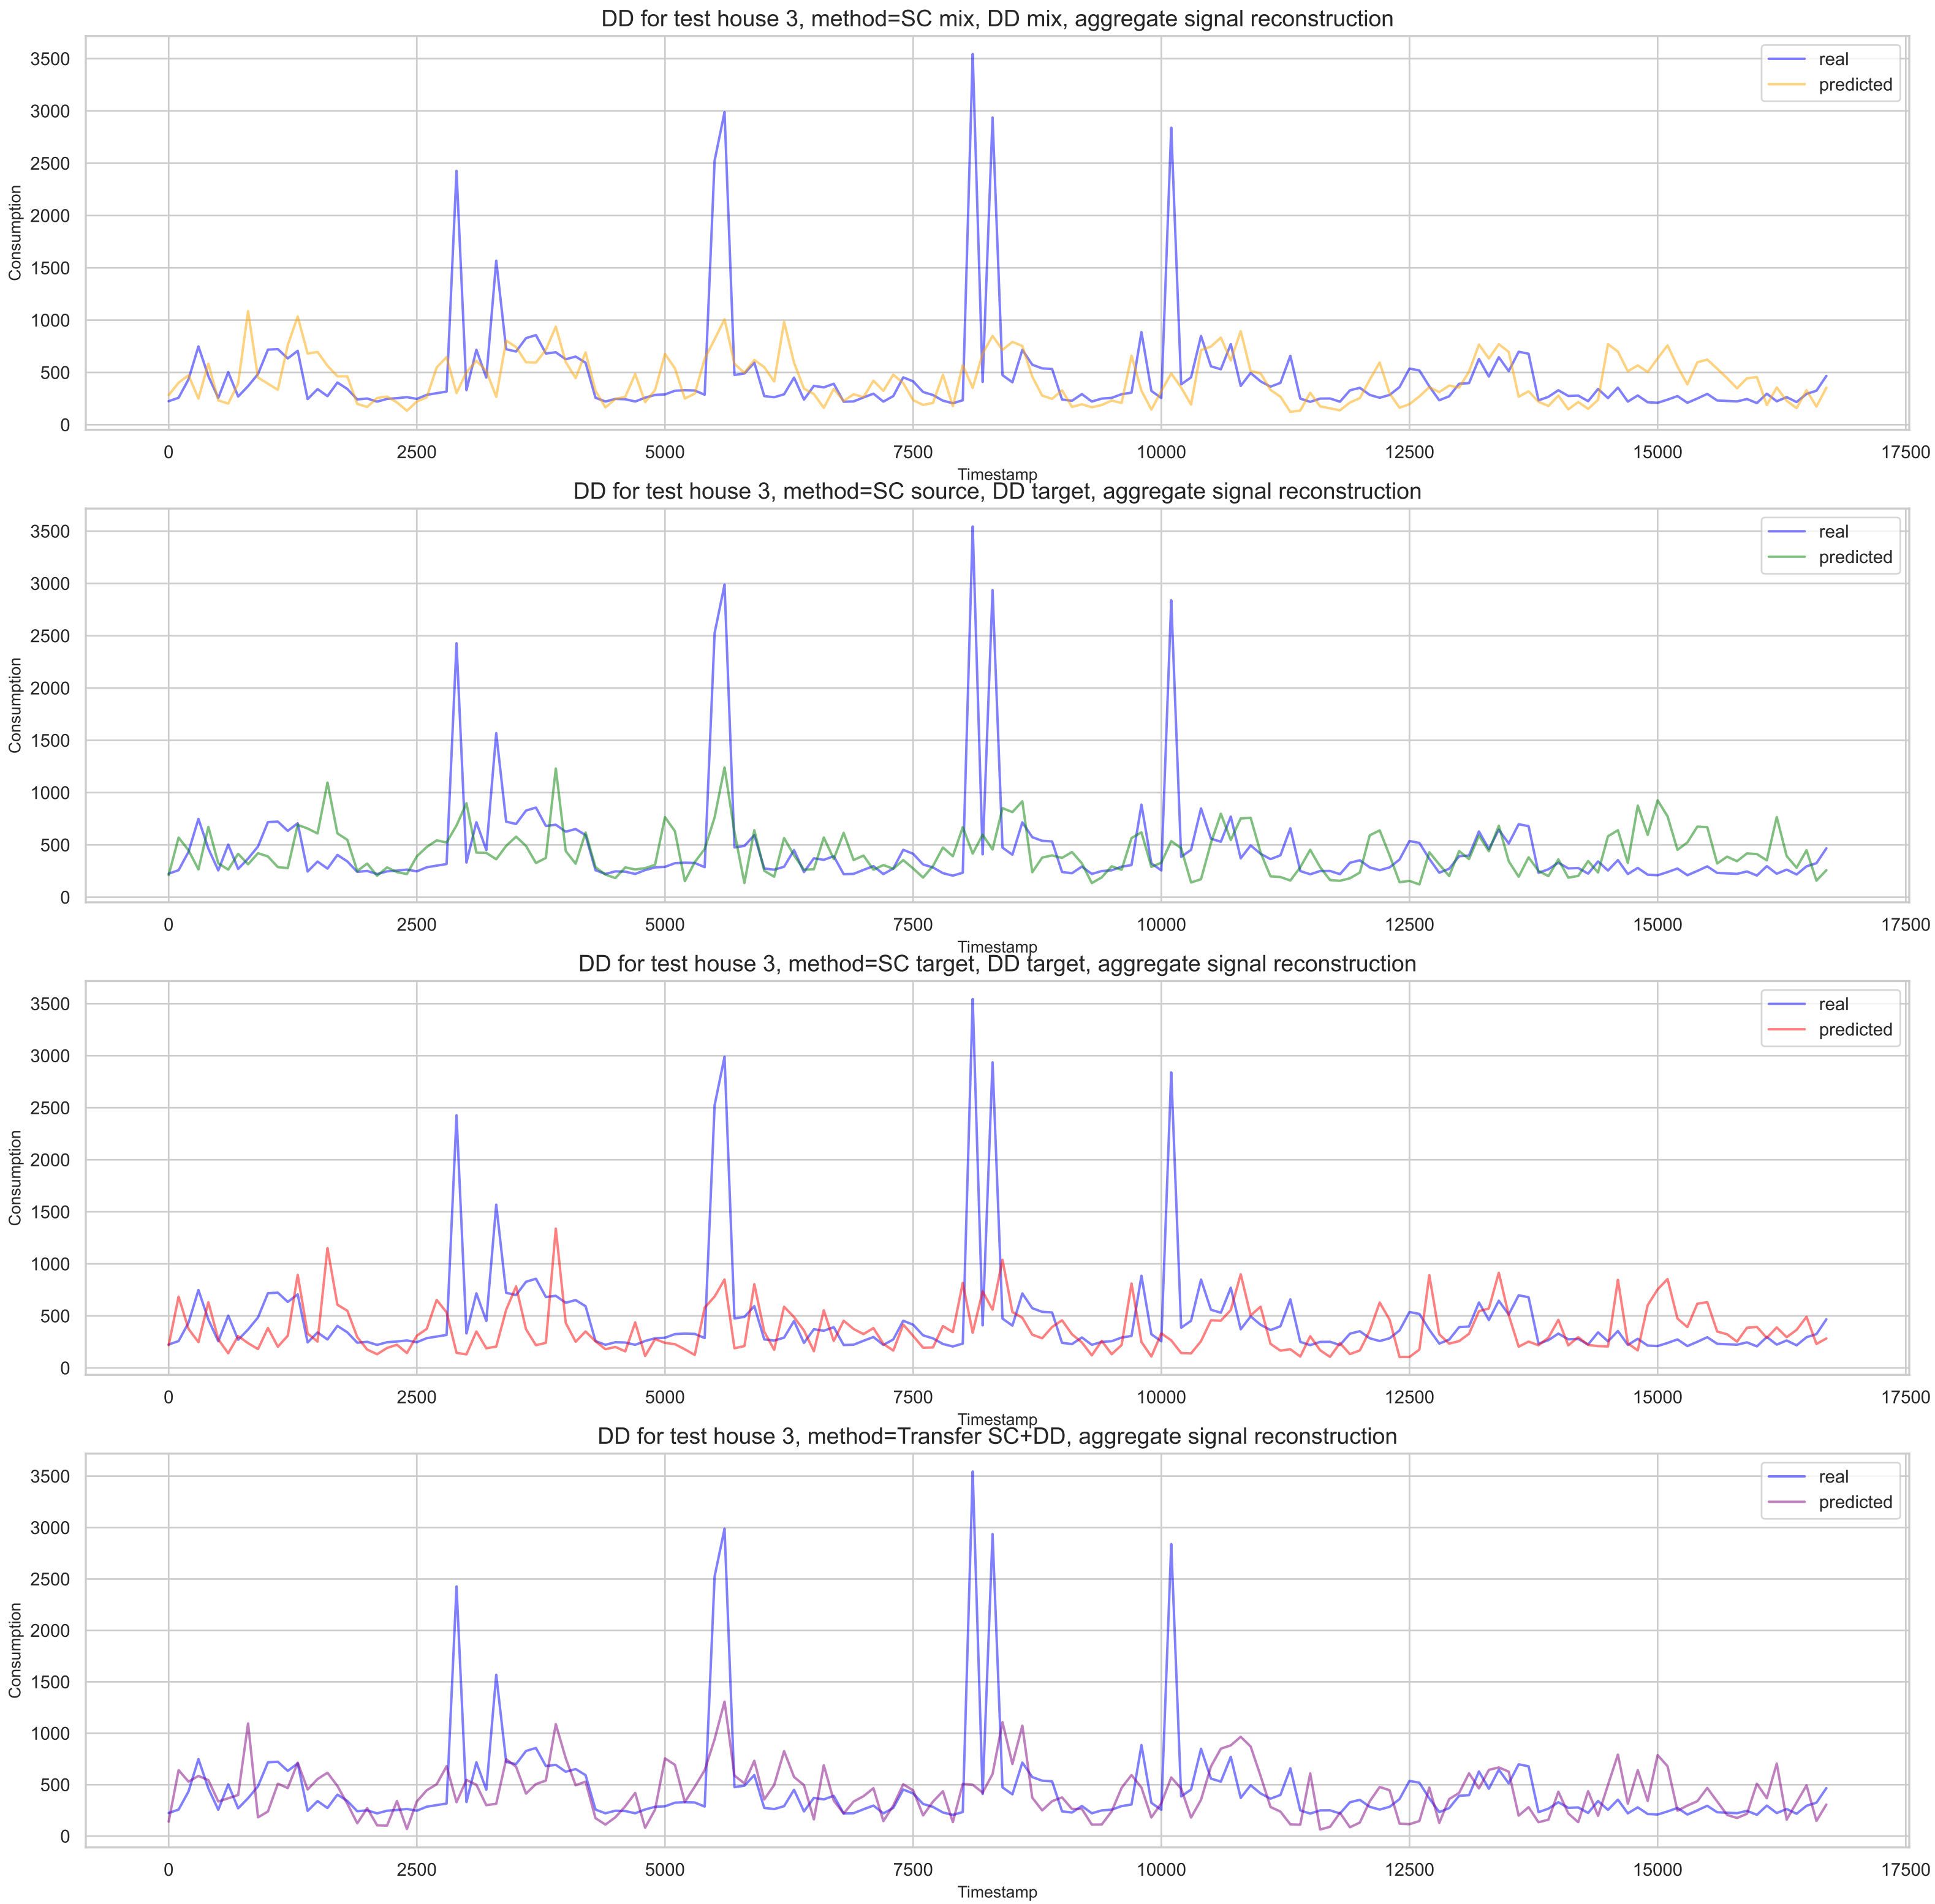 DD for test house 3, method=SC mix, DD mix, aggregate signal reconstruction
3500
3000
2500
2000
1500
1000
500
0
Consumption
real
predicted
0 2500 5000 7500 10000 12500 15000 17500
Timestamp
DD for test house 3, method=SC source, DD target, aggregate signal reconstruction
3500
3000
2500
2000
1500
1000
500
0
Consumption
real
predicted
0 2500 5000 7500 10000 12500 15000 17500
Timestamp
DD for test house 3, method=SC target, DD target, aggregate signal reconstruction
3500
3000
2500
2000
1500
1000
500
0
Consumption
real
predicted
0 2500 5000 7500 10000 12500 15000 17500
Timestamp
DD for test house 3, method=Transfer SC+DD, aggregate signal reconstruction
3500
3000
2500
2000
1500
1000
500
0
Consumption
real
predicted
0 2500 5000 7500 10000 12500 15000 17500
Timestamp